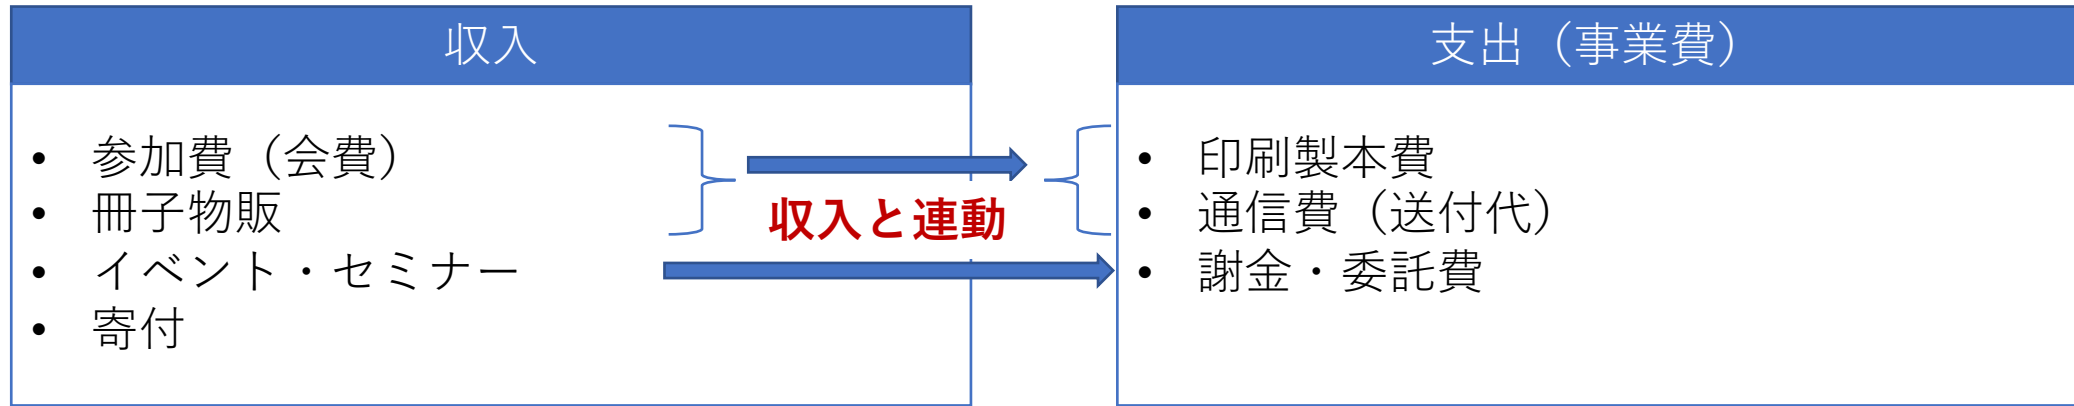 収入
• 参加費（会費）
• 冊子物販
• イベント・セミナー
• 寄付
収入と連動
支出（事業費）
• 印刷製本費
• 通信費（送付代）
• 謝金・委託費